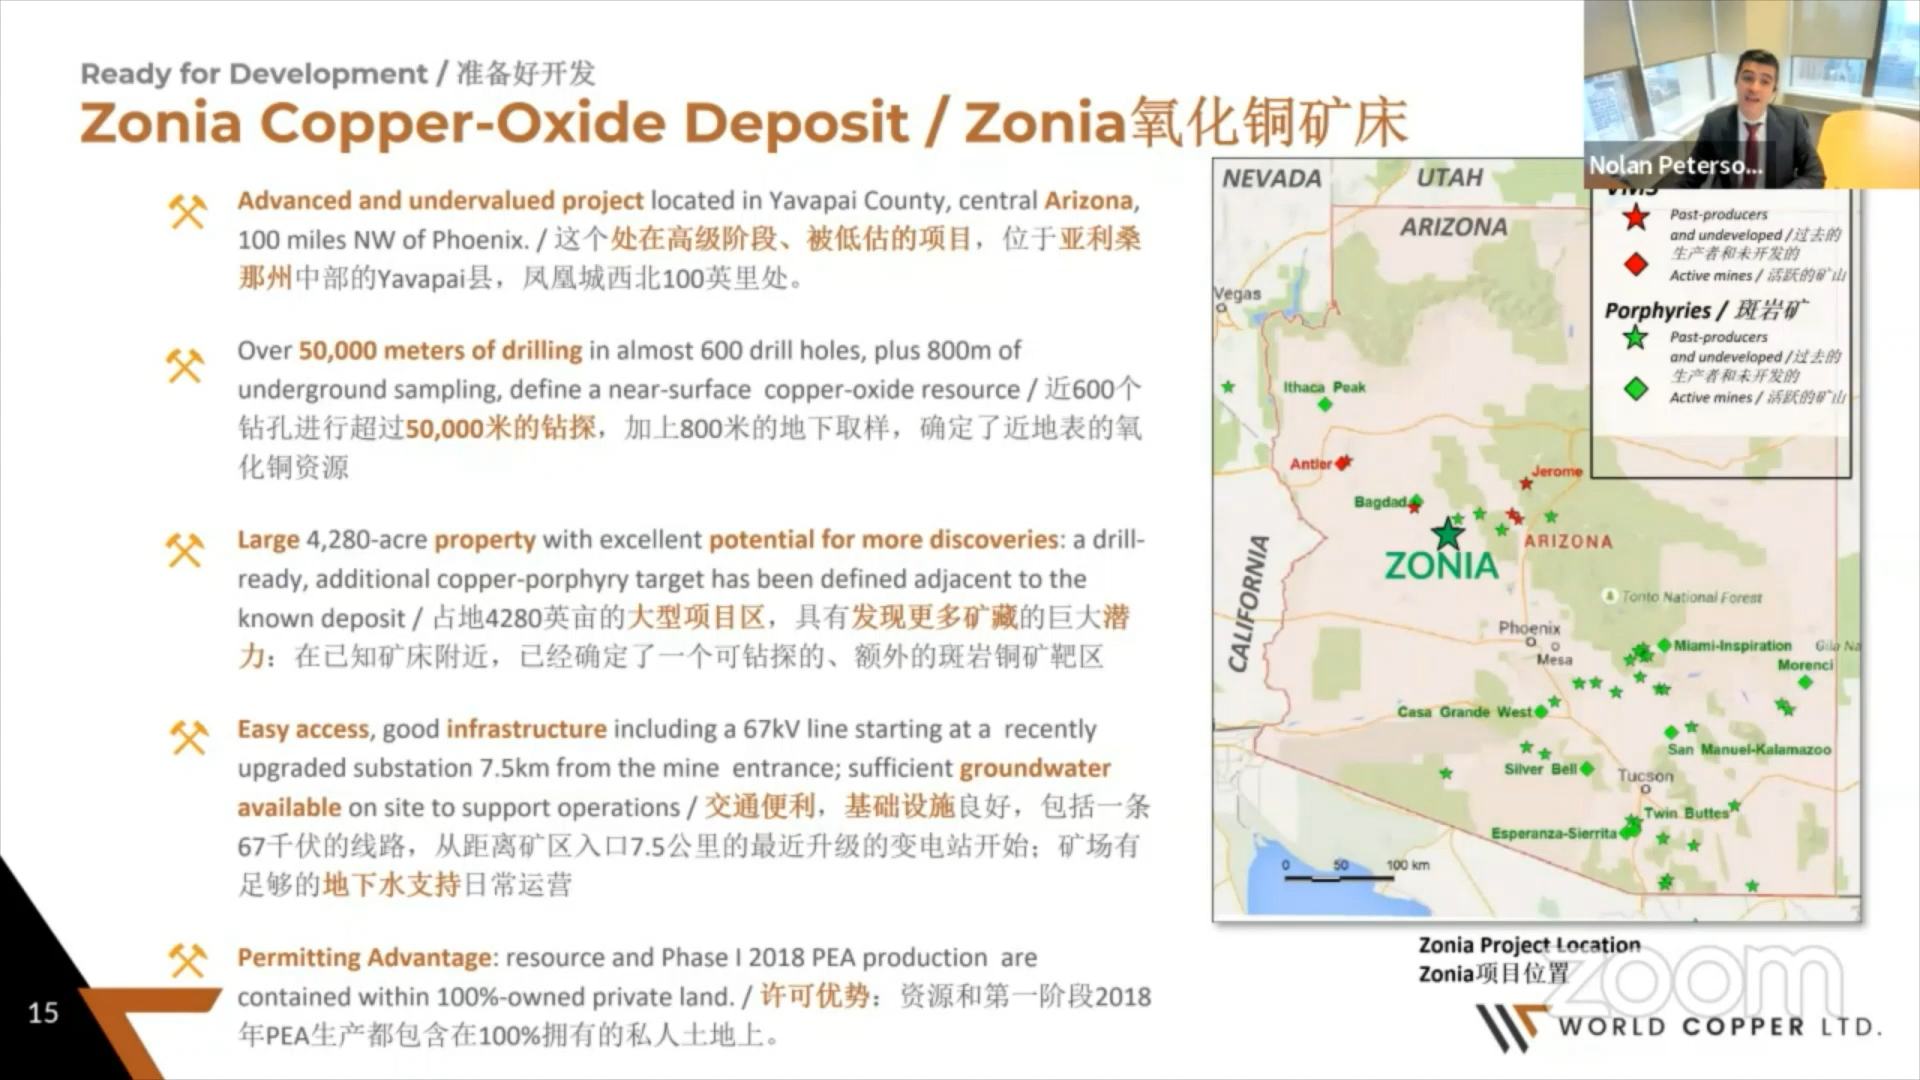 Ready for Development / 准备好开发
Zonia Copper-Oxide Deposit / Zonia氧化铜矿床
Advanced and undervalued project located in Yavapai County, central Arizona,
100 miles NW of Phoenix. / 这个处在高级阶段、被低估的项目，位于亚利桑
那州中部的Yavapai县，凤凰城西北100英里处。
Over 50,000 meters of drilling in almost 600 drill holes, plus 800m of
underground sampling, define a near-surface copper-oxide resource / 近600个
钻孔进行超过50,000米的钻探，加上800米的地下取样，确定了近地表的氧
化铜资源
Large 4,280-acre property with excellent potential for more discoveries: a drill-
ready, additional copper-porphyry target has been defined adjacent to the
known deposit / 占地4280英亩的大型项目区，具有发现更多矿藏的巨大潜
力：在已知矿床附近，已经确定了一个可钻探的、额外的斑岩铜矿靶区
Easy access, good infrastructure including a 67kV line starting at a recently
upgraded substation 7.5km from the mine entrance; sufficient groundwater
available on site to support operations / 交通便利，基础设施良好，包括一条
67千伏的线路，从距离矿区入口7.5公里的最近升级的变电站开始；矿场有
足够的地下水支持日常运营
Permitting Advantage: resource and Phase I 2018 PEA production are
contained within 100%-owned private land. / 许可优势：资源和第一阶段2018
年PEA生产都包含在100%拥有的私人土地上。
15
Nolan Peterso...
NEVADA
UTAH
ARIZONA
VMS
Past-producers
and undeveloped /过去的
生产者和未开发的
Active mines / 活跃的矿山
Porphyries / 斑岩矿
Past-producers
and undeveloped /过去的
生产者和未开发的
Active mines / 活跃的矿山
Vegas
Ithaca Peak
Antler
Jerome
Bagdad
ZONIA
ARIZONA
CALIFORNIA
Tonto National Forest
Phoenix
Mesa
Miami-Inspiration
Gila Na
Morenci
Casa Grande West
San Manuel-Kalamazoo
Silver Bell
Tucson
Twin Buttes
Esperanza-Sierrita
0 50 100 km
Zonia Project Location
Zonia项目位置
zoom
WORLD COPPER LTD.